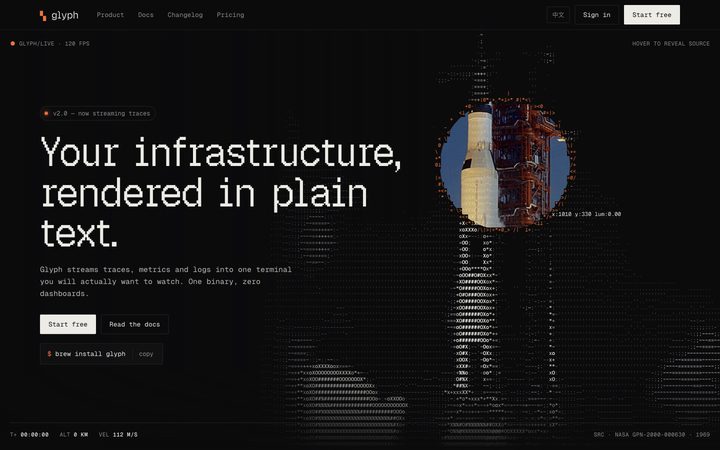 glyph
Product Docs Changelog Pricing
中文 Sign in Start free
GLYPH/LIVE · 120 FPS
HOVER TO REVEAL SOURCE
v2.0 — now streaming traces
Your infrastructure,
rendered in plain
text.
x:1010 y:330 lum:0.00
Glyph streams traces, metrics and logs into one terminal
you will actually want to watch. One binary, zero
dashboards.
Start free Read the docs
$ brew install glyph copy
T+ 00:00:00 ALT 0 KM VEL 112 M/S
SRC · NASA GPN-2000-000630 · 1969